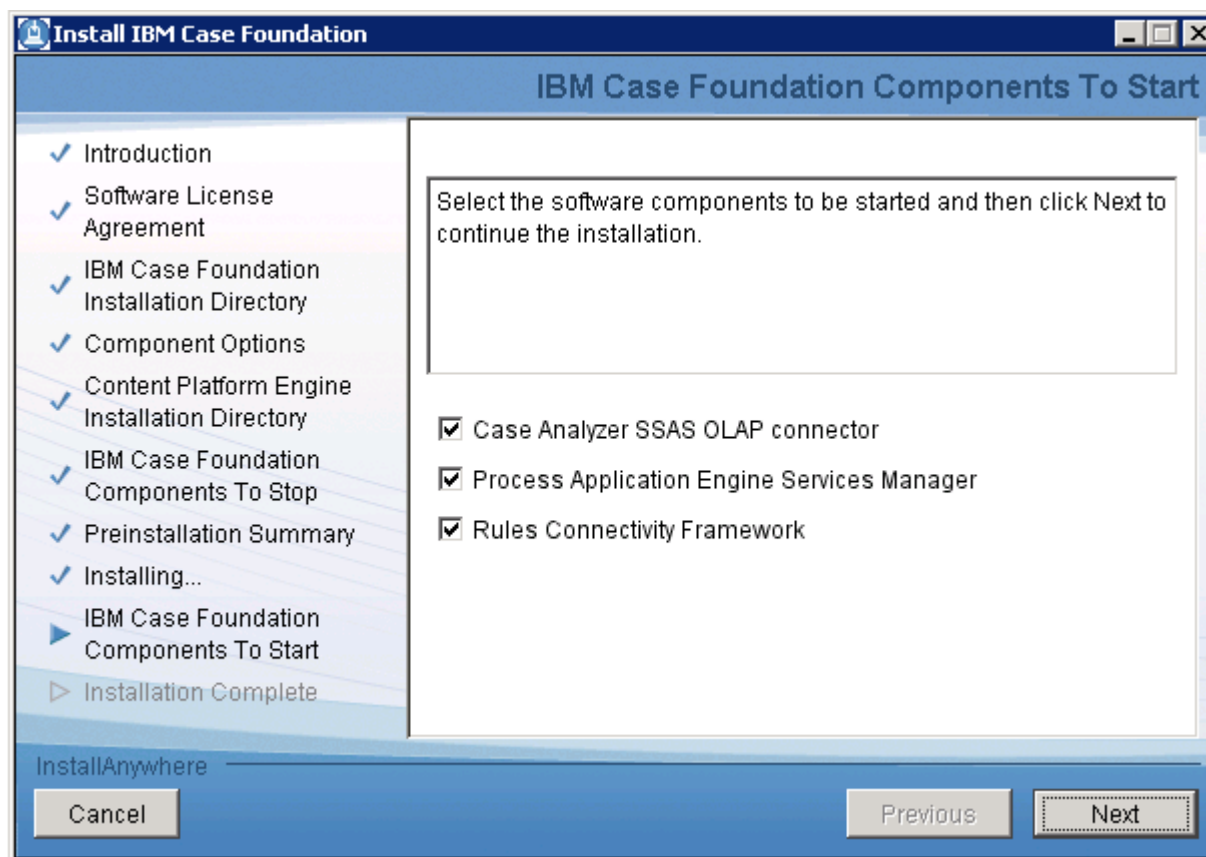 Install IBM Case Foundation
IBM Case Foundation Components To Start
Introduction
Software License
Agreement
IBM Case Foundation
Installation Directory
Component Options
Content Platform Engine
Installation Directory
IBM Case Foundation
Components To Stop
Preinstallation Summary
Installing...
IBM Case Foundation
Components To Start
Installation Complete
Select the software components to be started and then click Next to
continue the installation.
Case Analyzer SSAS OLAP connector
Process Application Engine Services Manager
Rules Connectivity Framework
InstallAnywhere
Cancel
Previous
Next